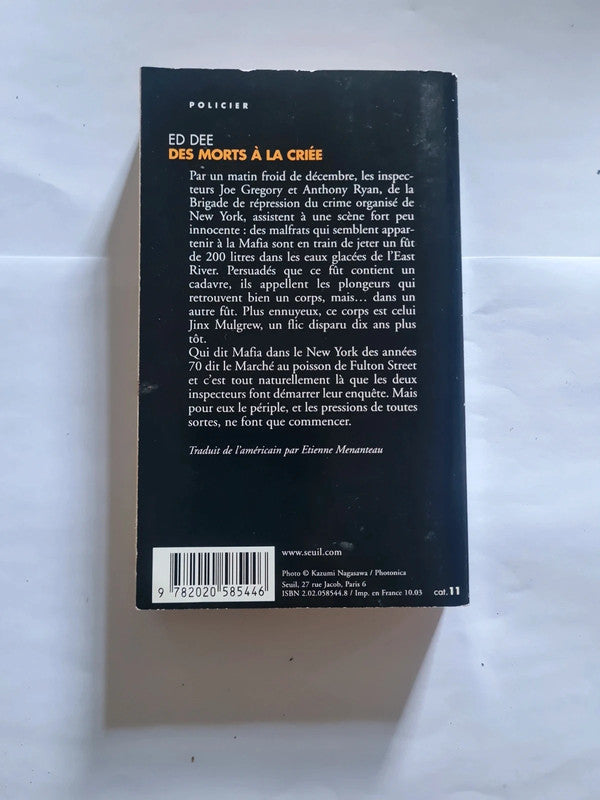 POLICIER
ED DEE
DES MORTS À LA CRIÉE
Par un matin froid de décembre, les inspec-
teurs Joe Gregory et Anthony Ryan, de la
Brigade de répression du crime organisé de
New York, assistent à une scène fort peu
innocente : des malfrats qui semblent appar-
tenir à la Mafia sont en train de jeter un fût
de 200 litres dans les eaux glacées de l'East
River. Persuadés que ce fût contient un
cadavre, ils appellent les plongeurs qui
retrouvent bien un corps, mais… dans un
autre fût. Plus ennuyeux, ce corps est celui
Jinx Mulgrew, un flic disparu dix ans plus
tôt.
Qui dit Mafia dans le New York des années
70 dit le Marché au poisson de Fulton Street
et c'est tout naturellement là que les deux
inspecteurs font démarrer leur enquête. Mais
pour eux le périple, et les pressions de toutes
sortes, ne font que commencer.
Traduit de l'américain par Etienne Menanteau
www.seuil.com
Photo © Kazumi Nagasawa / Photonica
Seuil, 27 rue Jacob, Paris 6
ISBN 2.02.058544.8 / Imp. en France 10.03
cat.11
9 782020 585446